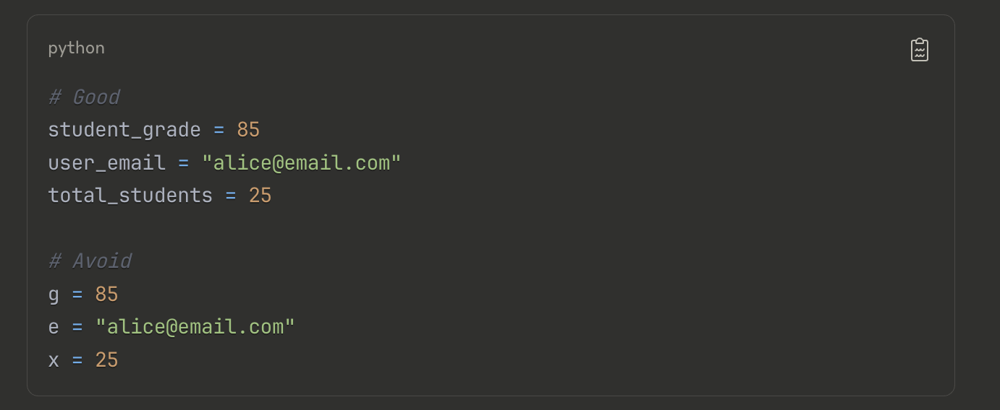 python
# Good
student_grade = 85
user_email = "alice@email.com"
total_students = 25
# Avoid
g = 85
e = "alice@email.com"
x = 25